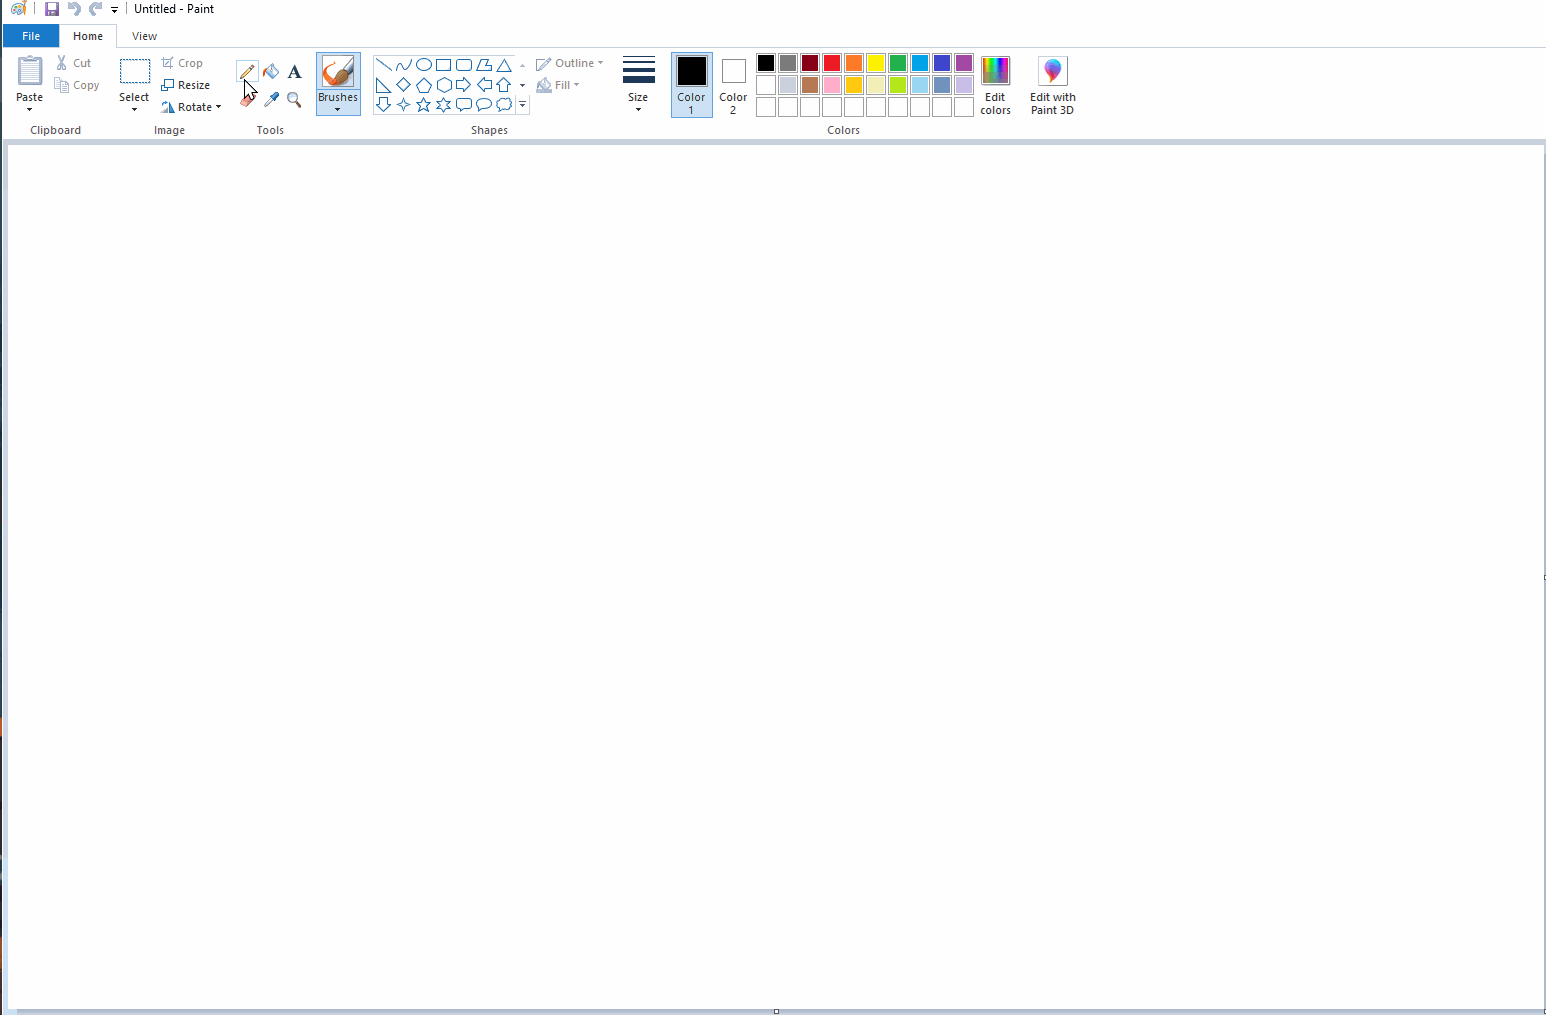 Untitled - Paint
File Home View
Paste Cut Copy
Select Crop Resize Rotate
A
Brushes
Outline Fill
Size
Color 1
Color 2
Edit colors
Edit with Paint 3D
Clipboard Image Tools Shapes Colors